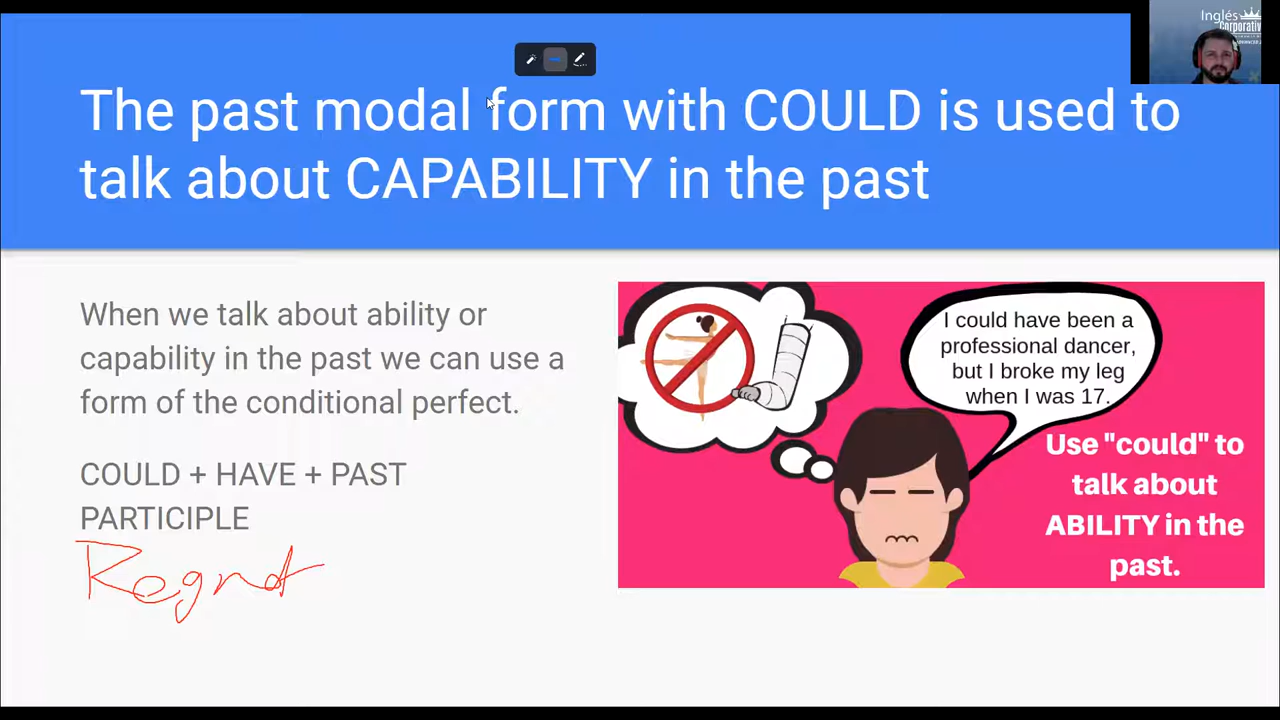 Inglés
Corporativo
The past modal form with COULD is used to
talk about CAPABILITY in the past
When we talk about ability or
capability in the past we can use a
form of the conditional perfect.
COULD + HAVE + PAST
PARTICIPLE
Regret
I could have been a
professional dancer,
but I broke my leg
when I was 17.
Use "could" to
talk about
ABILITY in the
past.